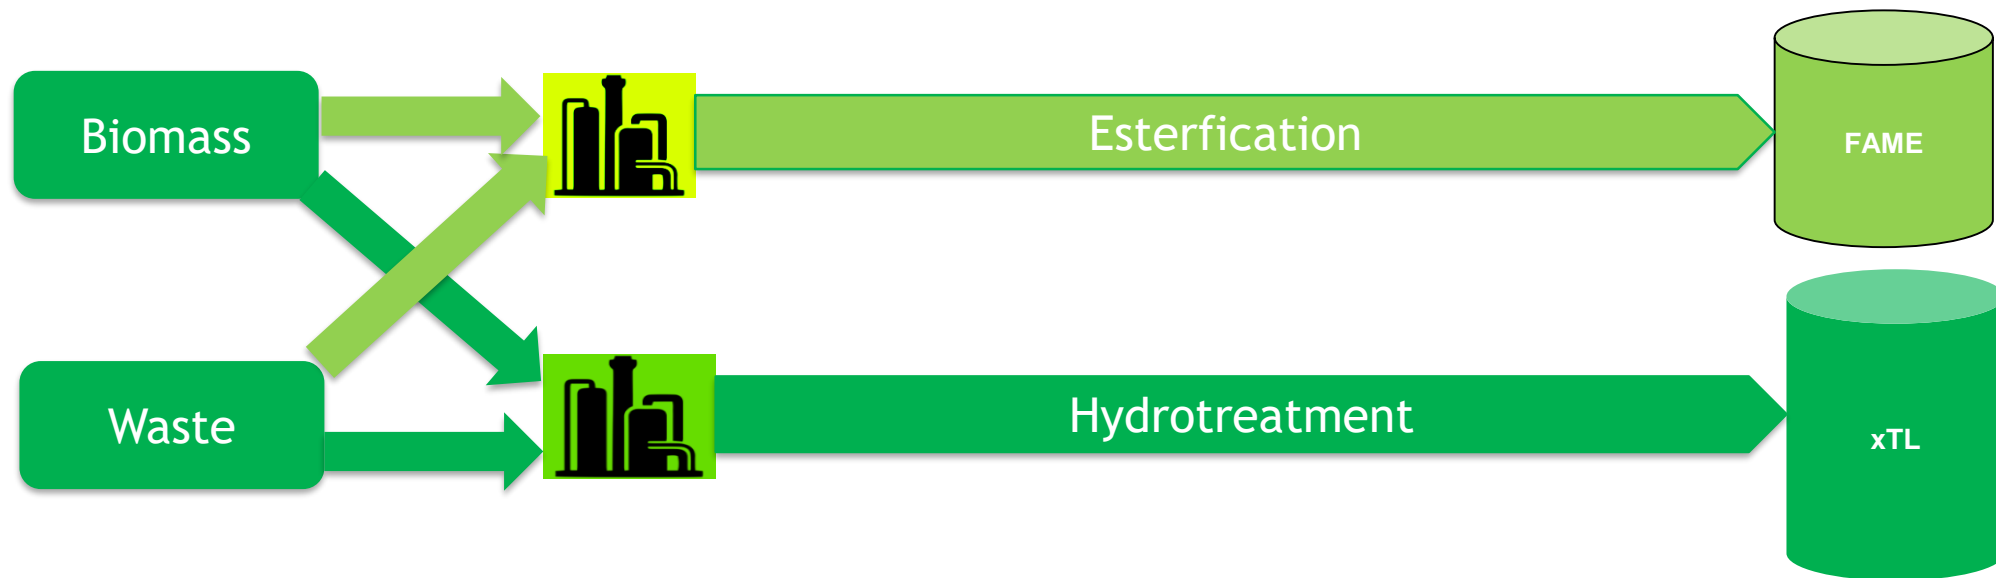 Biomass
Esterfication
FAME
Waste
Hydrotreatment
xTL